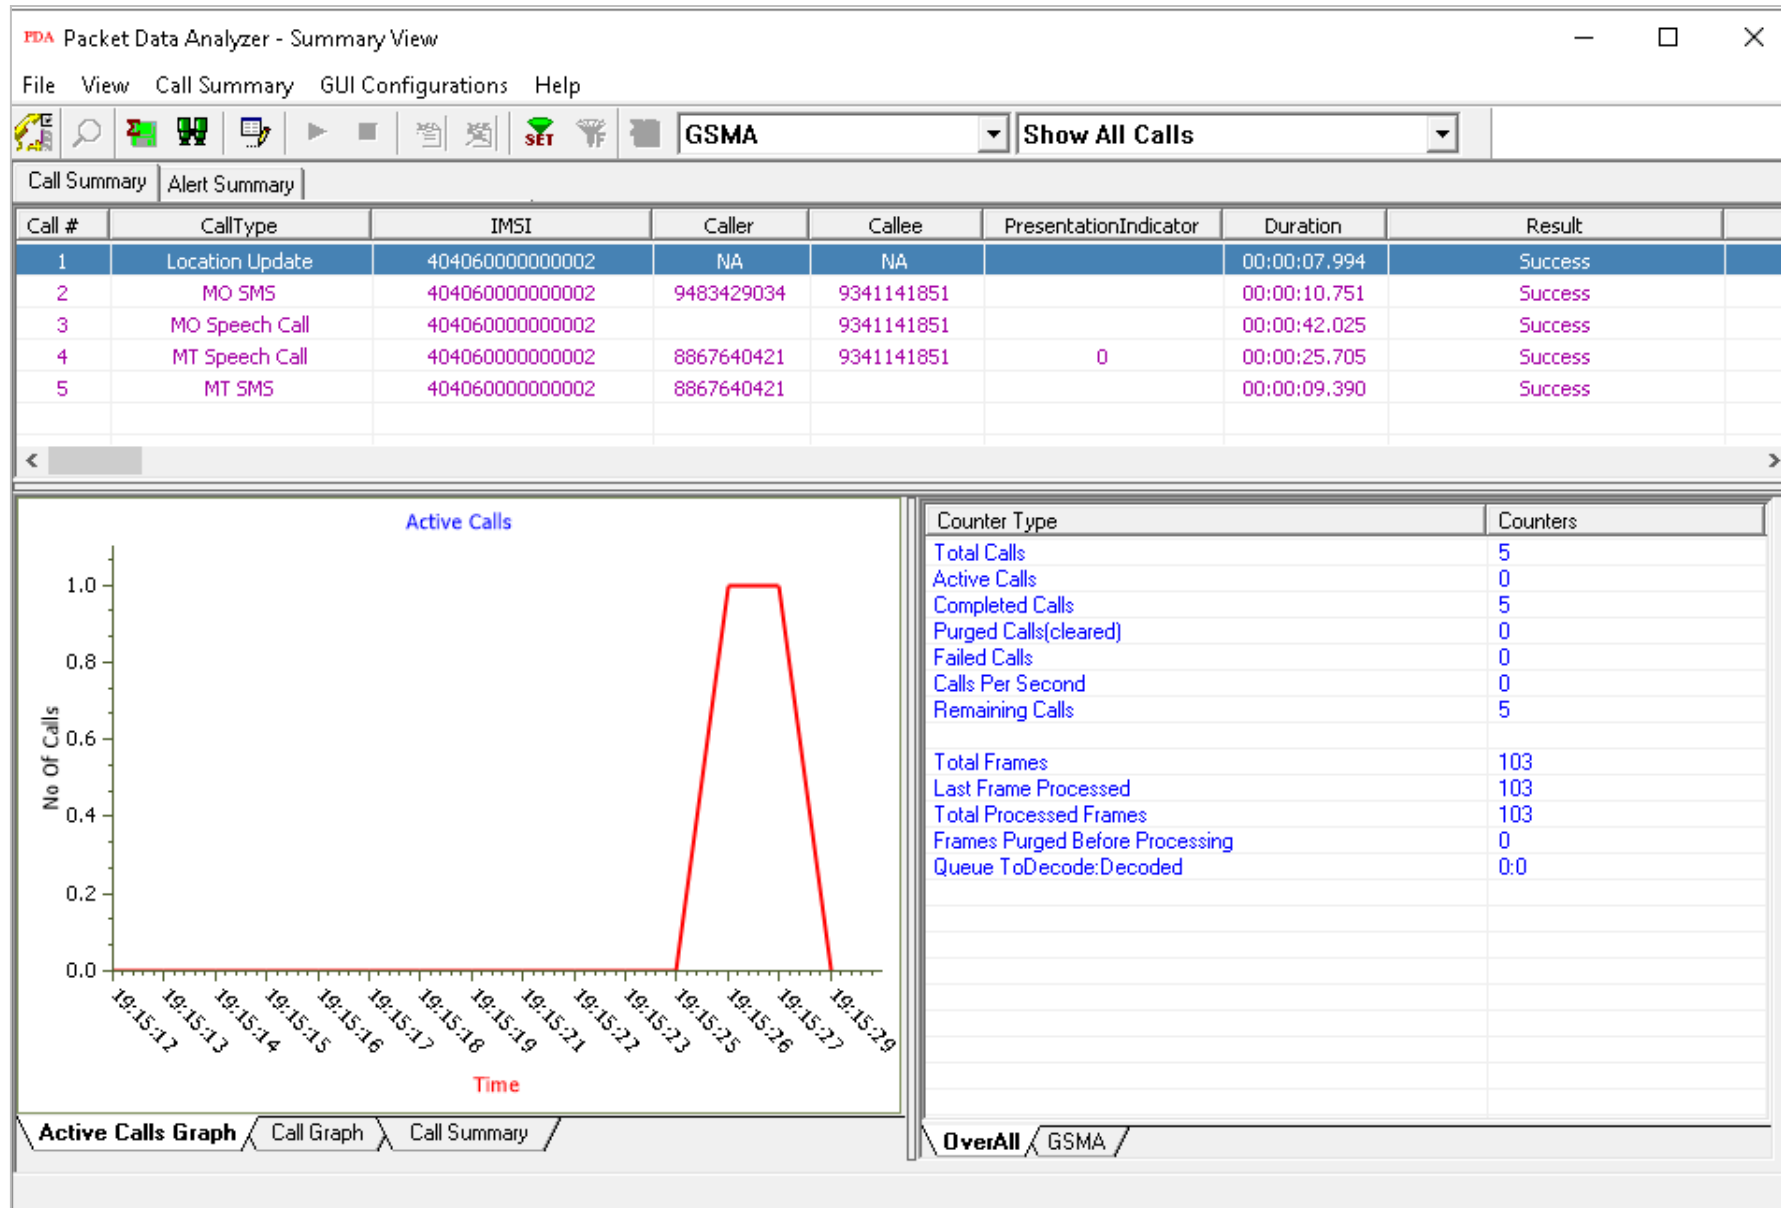 PDA Packet Data Analyzer - Summary View
File View Call Summary GUI Configurations Help
SET GSMA Show All Calls
Call Summary Alert Summary
Call # CallType IMSI Caller Callee PresentationIndicator Duration Result
1 Location Update 404060000000002 NA NA 00:00:07.994 Success
2 MO SMS 404060000000002 9483429034 9341141851 00:00:10.751 Success
3 MO Speech Call 404060000000002 9341141851 00:00:42.025 Success
4 MT Speech Call 404060000000002 8867640421 9341141851 0 00:00:25.705 Success
5 MT SMS 404060000000002 8867640421 00:00:09.390 Success
Active Calls
1.0
0.8
0.6
0.4
0.2
0.0
No Of Calls
19:15:12 19:15:13 19:15:14 19:15:15 19:15:16 19:15:17 19:15:18 19:15:19 19:15:21 19:15:22 19:15:23 19:15:25 19:15:26 19:15:27 19:15:29
Time
Active Calls Graph Call Graph Call Summary
Counter Type Counters
Total Calls 5
Active Calls 0
Completed Calls 5
Purged Calls(cleared) 0
Failed Calls 0
Calls Per Second 0
Remaining Calls 5
Total Frames 103
Last Frame Processed 103
Total Processed Frames 103
Frames Purged Before Processing 0
Queue ToDecode:Decoded 0:0
OverAll GSMA